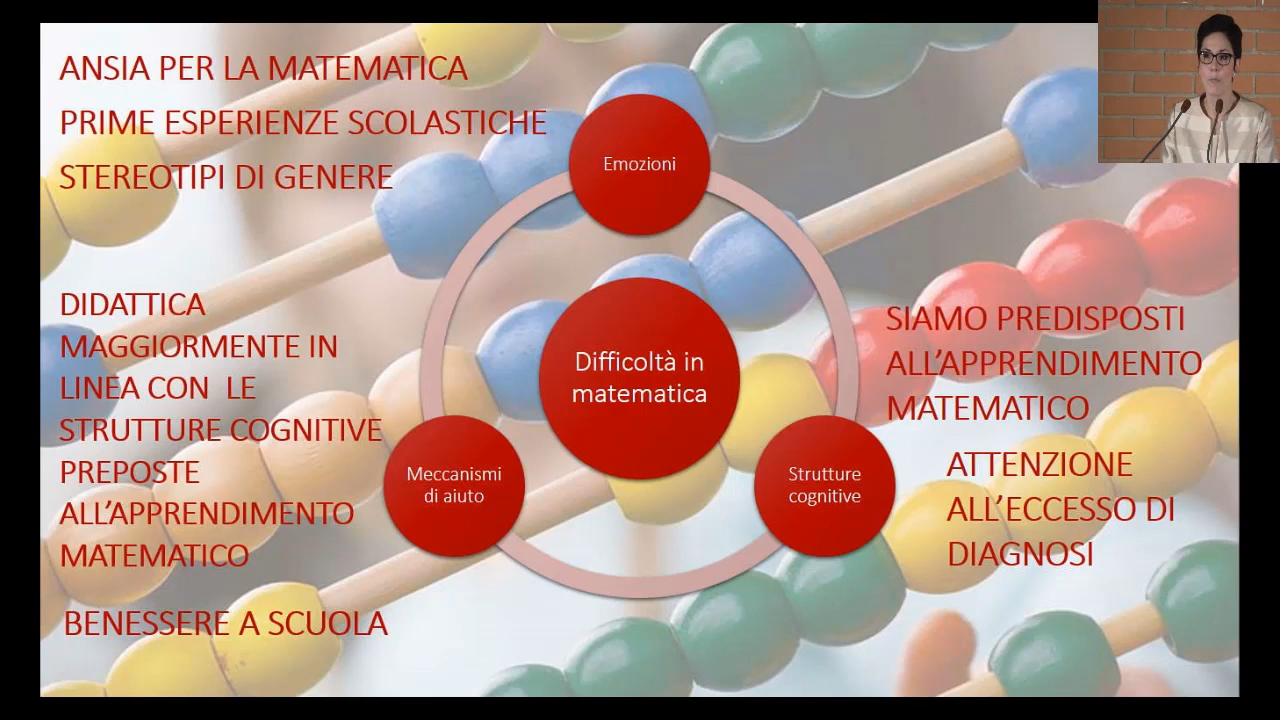 ANSIA PER LA MATEMATICA
PRIME ESPERIENZE SCOLASTICHE
STEREOTIPI DI GENERE
Emozioni
DIDATTICA
MAGGIORMENTE IN
LINEA CON LE
STRUTTURE COGNITIVE
PREPOSTE
ALL’APPRENDIMENTO
MATEMATICO
BENESSERE A SCUOLA
Difficoltà in
matematica
Meccanismi
di aiuto
Strutture
cognitive
SIAMO PREDISPOSTI
ALL’APPRENDIMENTO
MATEMATICO
ATTENZIONE
ALL’ECCESSO DI
DIAGNOSI